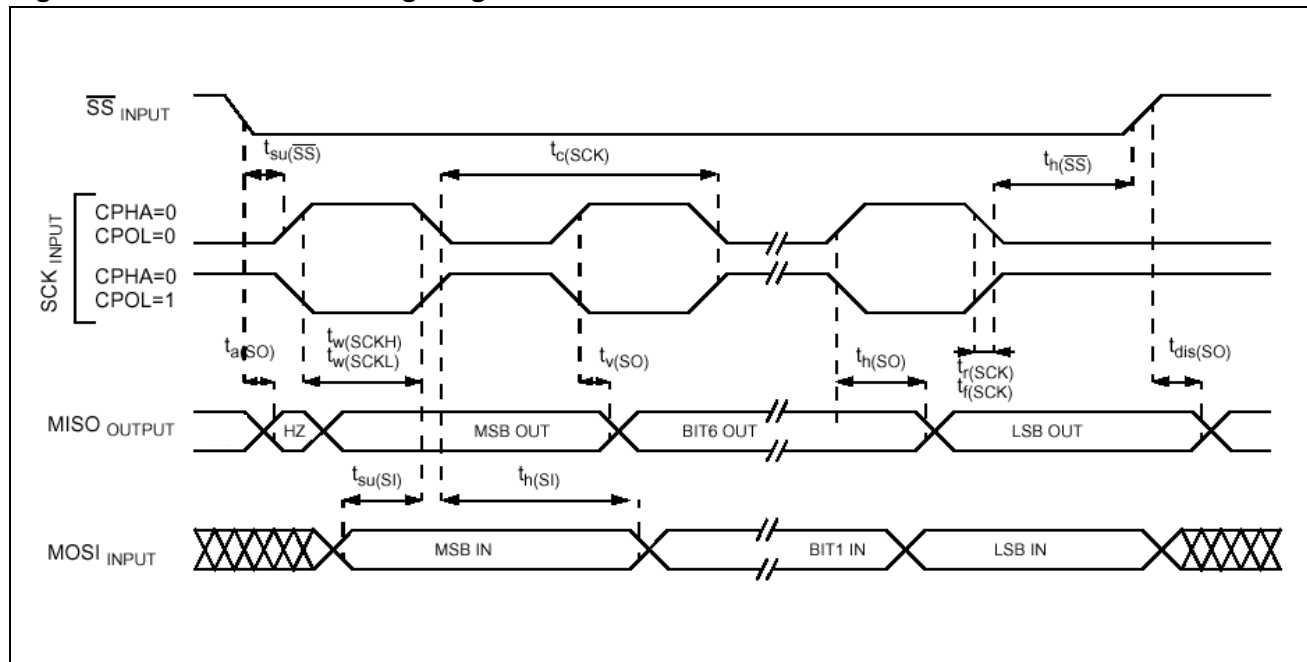 SS INPUT
tsu(SS)
tc(SCK)
th(SS)
SCK INPUT
CPHA=0
CPOL=0
CPHA=0
CPOL=1
ta(SO)
tw(SCKH)
tw(SCKL)
tv(SO)
th(SO)
tr(SCK)
tf(SCK)
tdis(SO)
MISO OUTPUT
HZ
MSB OUT
BIT6 OUT
LSB OUT
tsu(SI)
th(SI)
MOSI INPUT
MSB IN
BIT1 IN
LSB IN